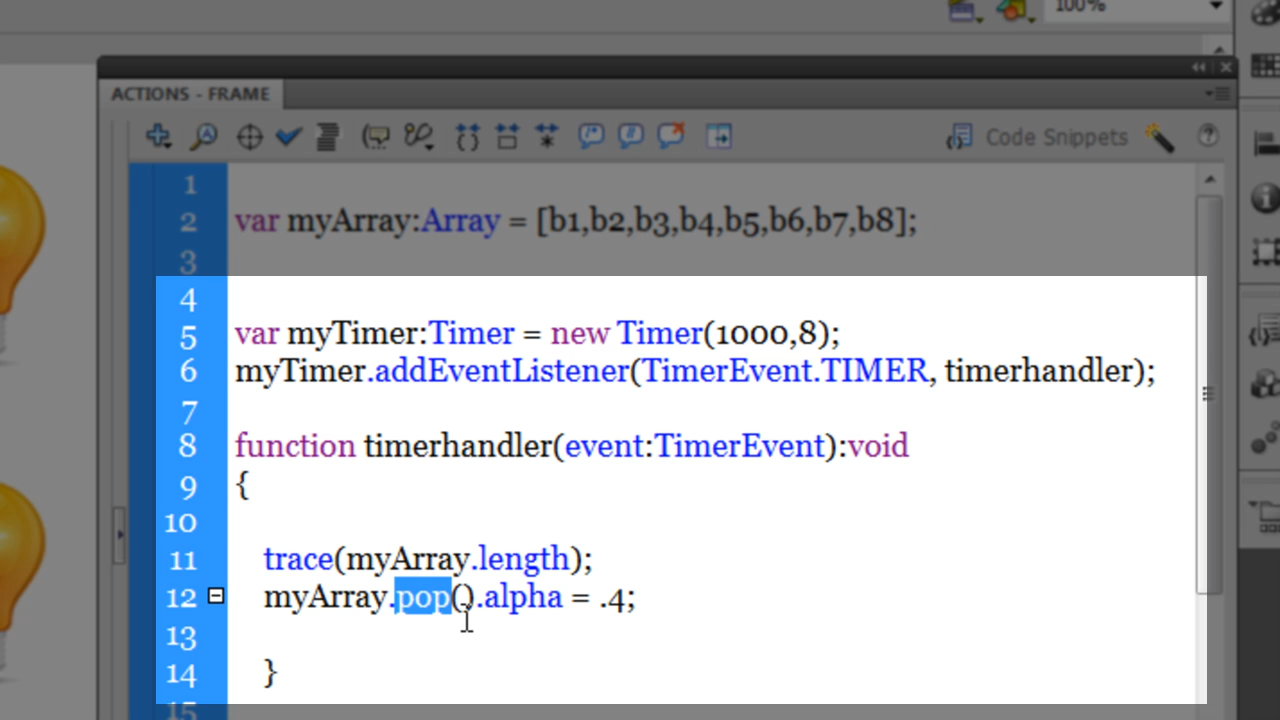 100%
ACTIONS - FRAME
Code Snippets
1
2 var myArray:Array = [b1,b2,b3,b4,b5,b6,b7,b8];
3
4
5 var myTimer:Timer = new Timer(1000,8);
6 myTimer.addEventListener(TimerEvent.TIMER, timerhandler);
7
8 function timerhandler(event:TimerEvent):void
9 {
10
11 trace(myArray.length);
12 myArray.pop().alpha = .4;
13
14 }
15